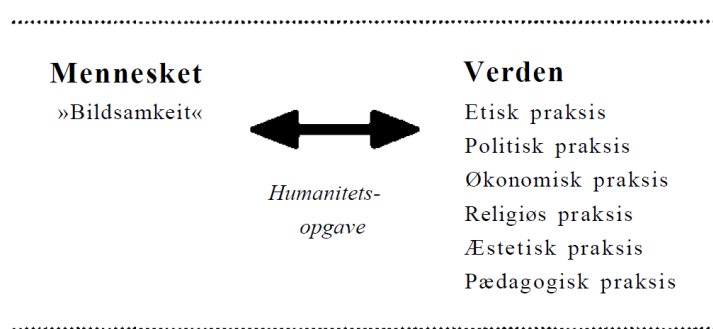 Mennesket
»Bildsamkeit«
Humanitets-
opgave
Verden
Etisk praksis
Politisk praksis
Økonomisk praksis
Religiøs praksis
Æstetisk praksis
Pædagogisk praksis